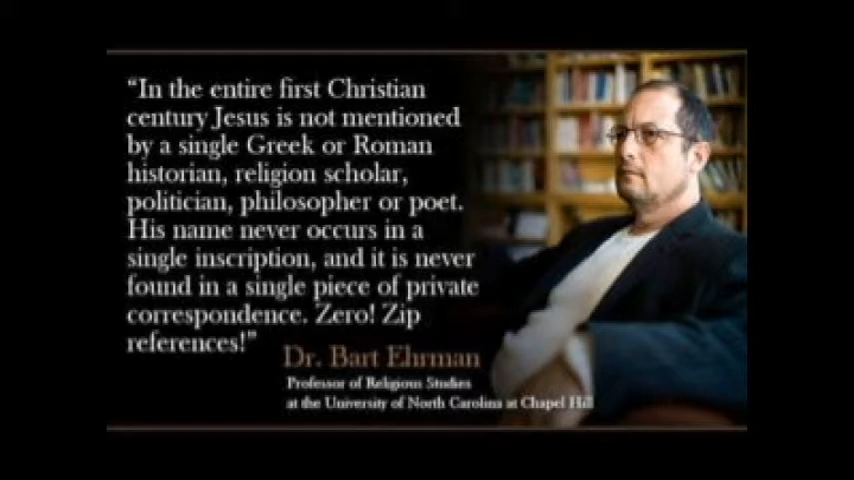 “In the entire first Christian
century Jesus is not mentioned
by a single Greek or Roman
historian, religion scholar,
politician, philosopher or poet.
His name never occurs in a
single inscription, and it is never
found in a single piece of private
correspondence. Zero! Zip
references!”
Dr. Bart Ehrman
Professor of Religious Studies
at the University of North Carolina at Chapel Hill